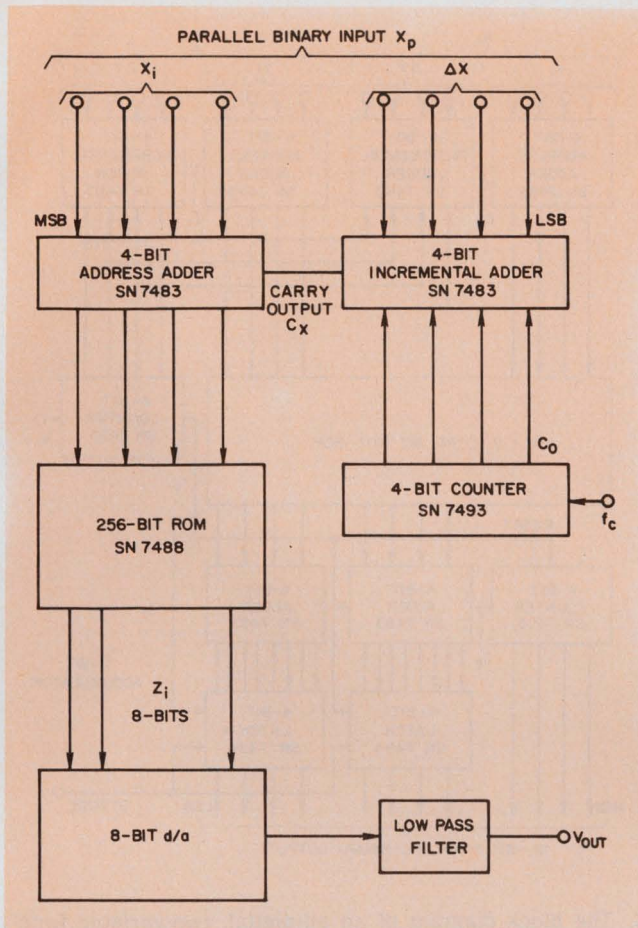 PARALLEL BINARY INPUT Xp
Xi
ΔX
MSB
LSB
4-BIT
ADDRESS ADDER
SN 7483
CARRY
OUTPUT
CX
4-BIT
INCREMENTAL ADDER
SN 7483
C0
256-BIT ROM
SN 7488
4-BIT COUNTER
SN 7493
fc
Zi
8-BITS
8-BIT d/a
LOW PASS
FILTER
VOUT